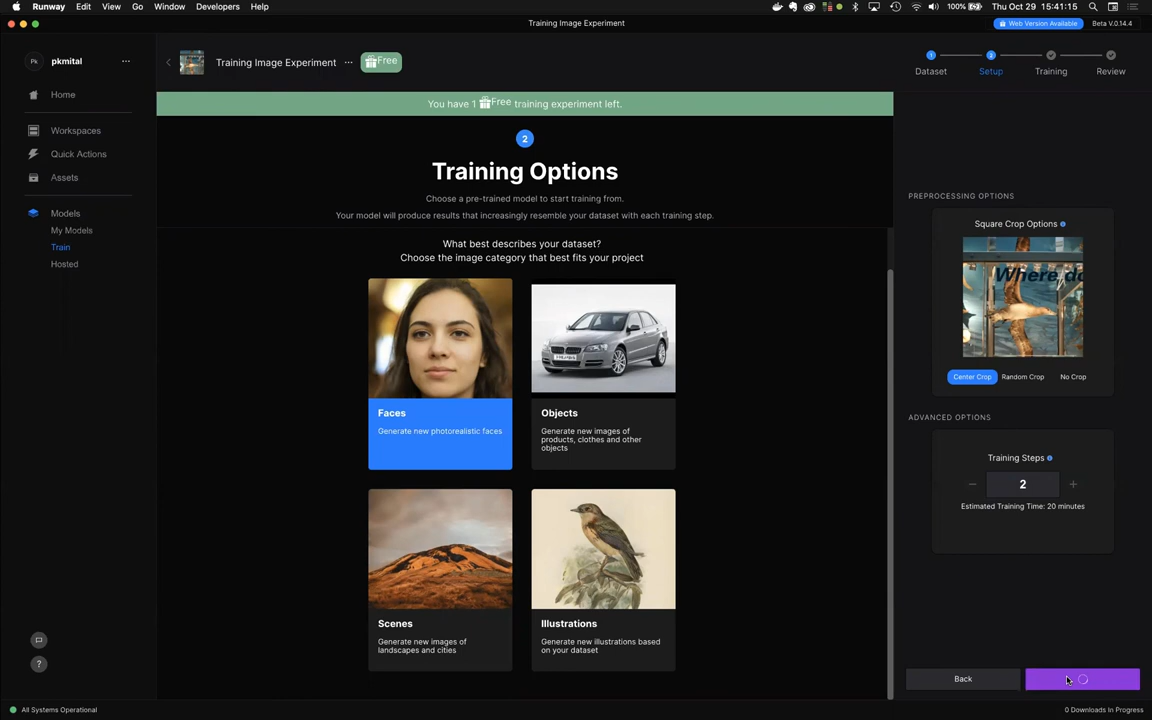 Runway File Edit View Go Window Developers Help
100% Thu Oct 29 15:41:15
Training Image Experiment
Web Version Available
Beta V.0.14.4
Pk pkmital ...
Home
Workspaces
Quick Actions
Assets
Models
My Models
Train
Hosted
Training Image Experiment ... Free
1 2
Dataset Setup Training Review
You have 1 Free training experiment left.
2
Training Options
Choose a pre-trained model to start training from.
Your model will produce results that increasingly resemble your dataset with each training step.
What best describes your dataset?
Choose the image category that best fits your project
Faces
Generate new photorealistic faces
Objects
Generate new images of
products, clothes and other
objects
Scenes
Generate new images of
landscapes and cities
Illustrations
Generate new illustrations based
on your dataset
PREPROCESSING OPTIONS
Square Crop Options
Where do
Center Crop Random Crop No Crop
ADVANCED OPTIONS
Training Steps
− 2 +
Estimated Training Time: 20 minutes
Back
?
All Systems Operational
0 Downloads In Progress